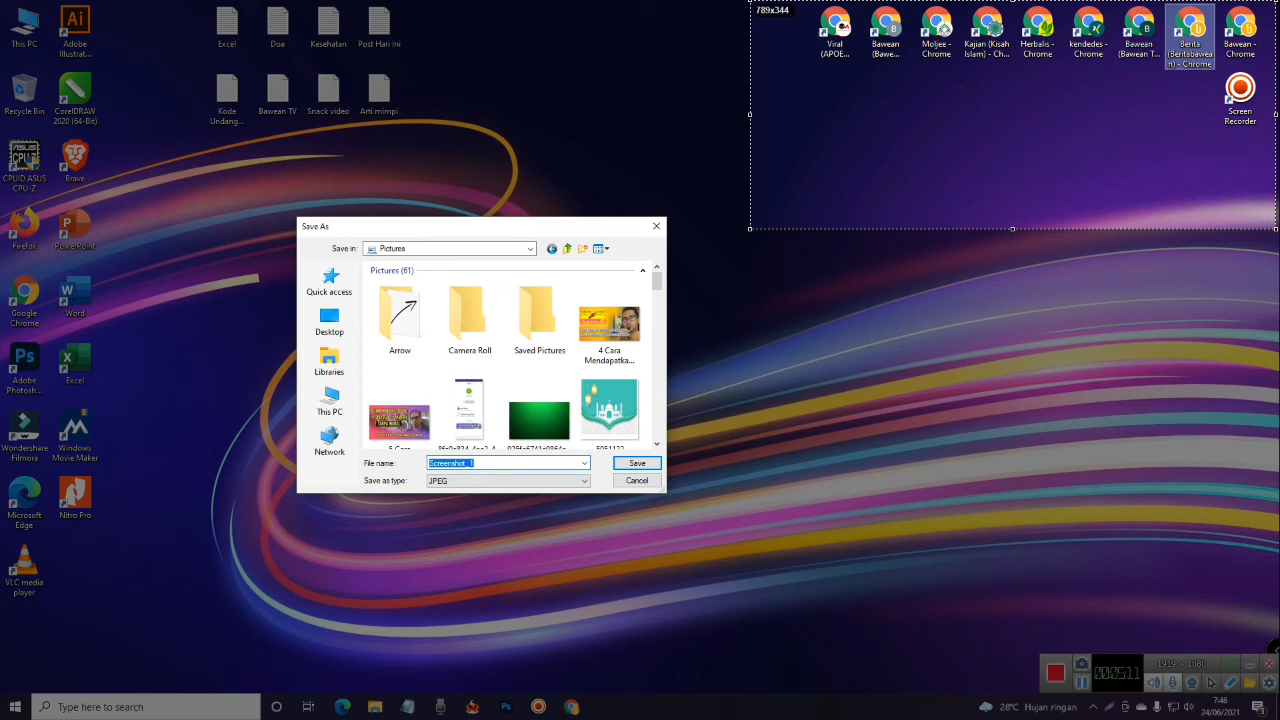 789x344
This PC
Adobe
Illustrat...
Excel
Doa
Kesehatan
Post Hari Ini
Viral
(APOE...
Bawean
(Bawe...
Moljee -
Chrome
Kajian (Kisah
Islam) - Ch...
Herbalis -
Chrome
kendedes -
Chrome
Bawean
(Bawean T...
Berita
(Beritabawea
n) - Chrome
Bawean -
Chrome
Recycle Bin
CorelDRAW
2020 (64-Bit)
Kode
Undang...
Bawean TV
Snack video
Arti mimpi
Screen
Recorder
CPUID ASUS
CPU-Z
Brave
Firefox
PowerPoint
Google
Chrome
Word
Adobe
Photosh...
Excel
Wondershare
Filmora
Windows
Movie Maker
Microsoft
Edge
Nitro Pro
VLC media
player
Save As
Save in:
Pictures
Pictures (61)
Quick access
Desktop
Libraries
This PC
Network
Arrow
Camera Roll
Saved Pictures
4 Cara
Mendapatka...
File name:
Screenshot_1
Save
Save as type:
JPEG
Cancel
1919 × 1080
Type here to search
28°C Hujan ringan
7:46
24/06/2021